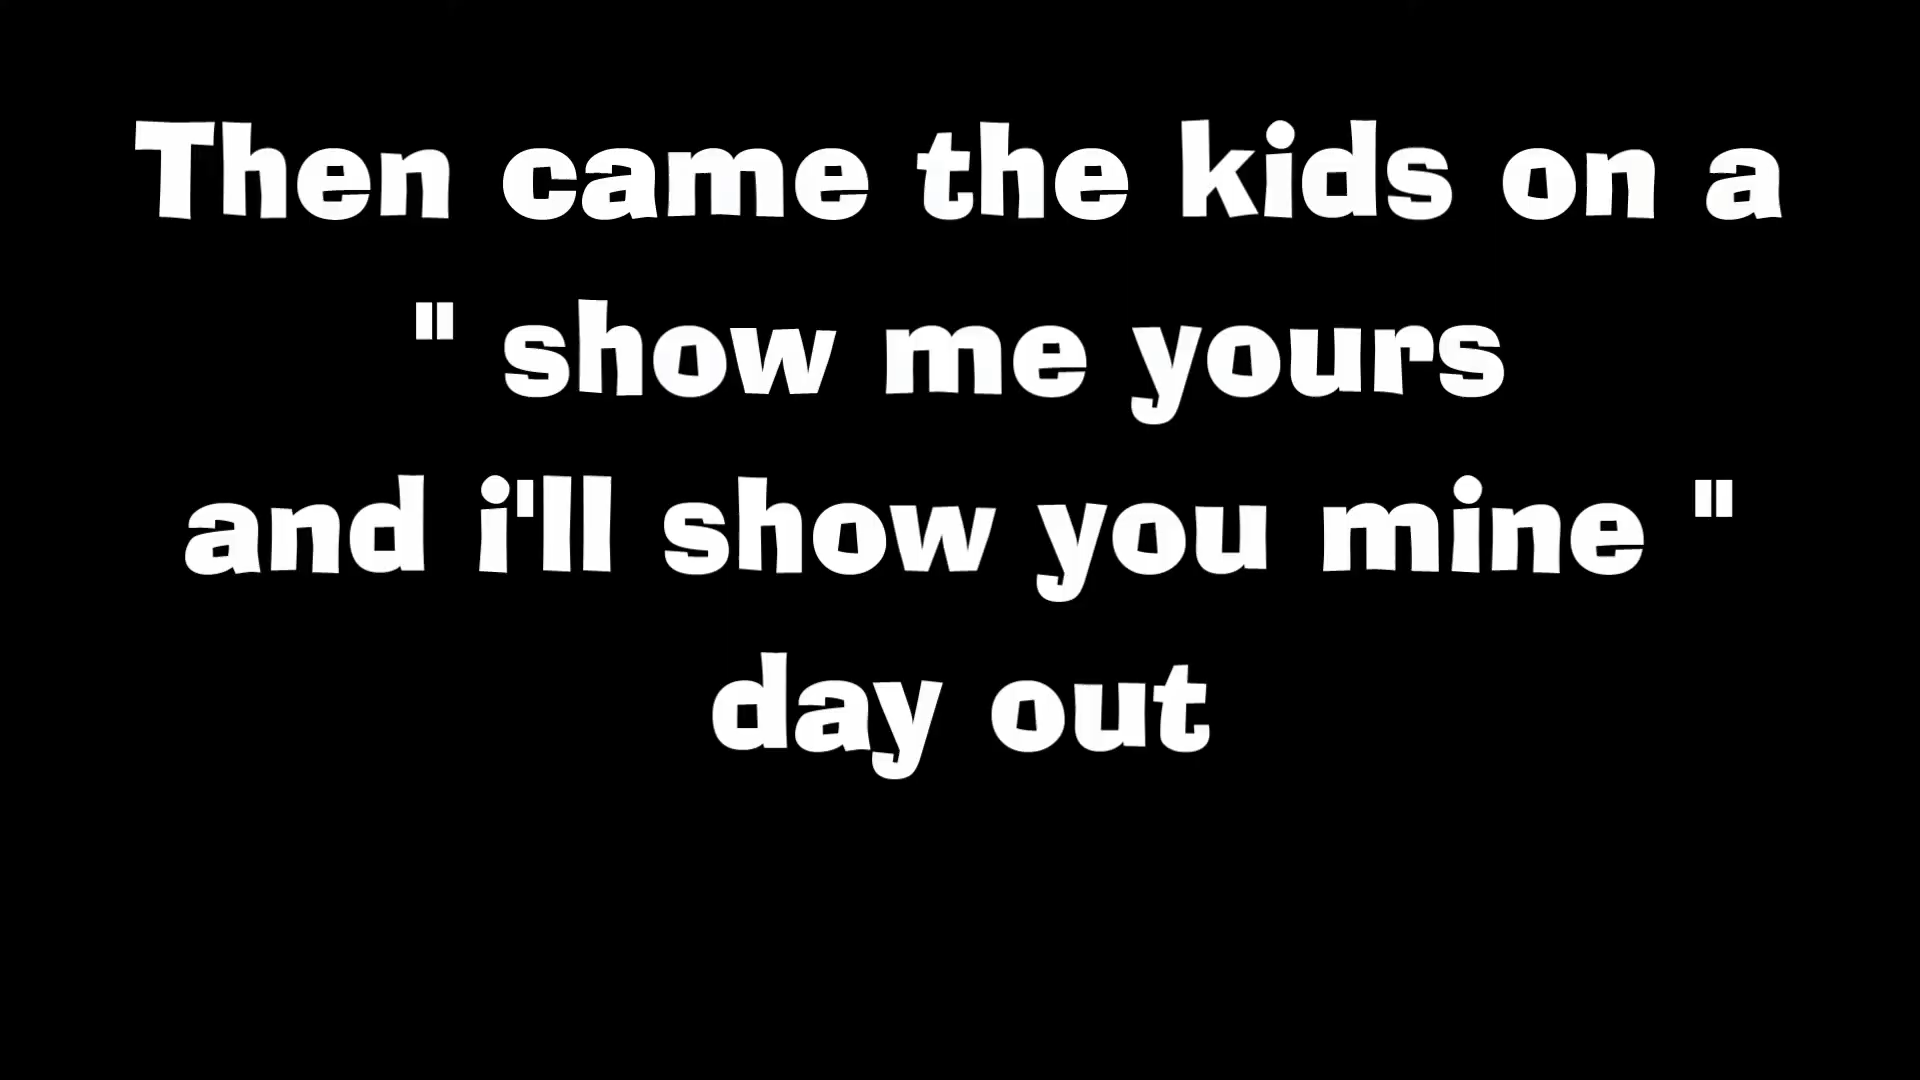 Then came the kids on a
" show me yours
and i'll show you mine "
day out